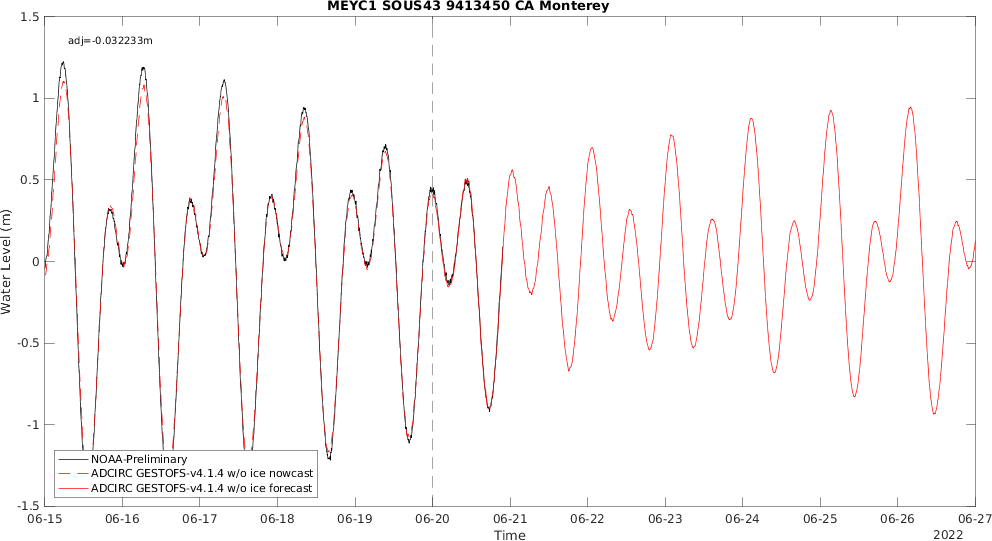 MEYC1 SOUS43 9413450 CA Monterey
adj=-0.032233m
1.5
1
0.5
0
-0.5
-1
-1.5
Water Level (m)
NOAA-Preliminary
ADCIRC GESTOFS-v4.1.4 w/o ice nowcast
ADCIRC GESTOFS-v4.1.4 w/o ice forecast
06-15 06-16 06-17 06-18 06-19 06-20 06-21 06-22 06-23 06-24 06-25 06-26 06-27
Time
2022